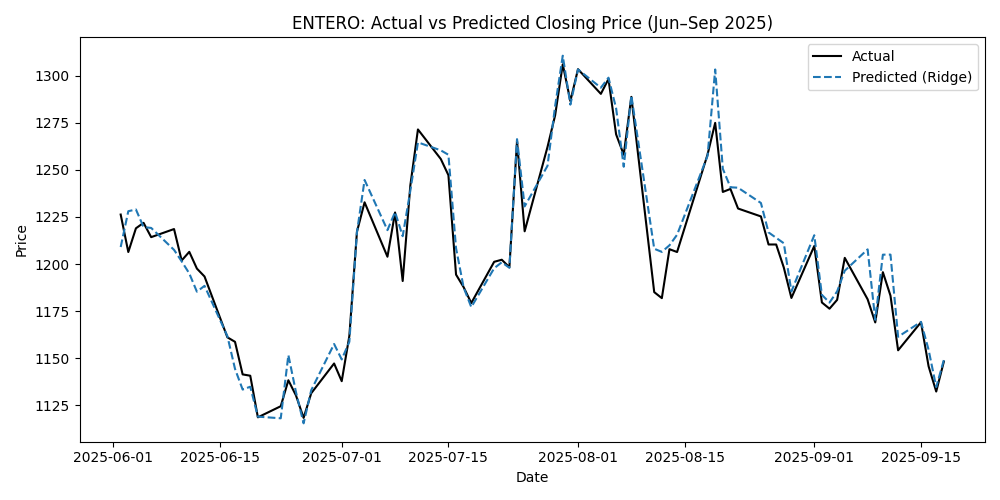 ENTERO: Actual vs Predicted Closing Price (Jun–Sep 2025)
Actual
Predicted (Ridge)
Price
1300
1275
1250
1225
1200
1175
1150
1125
2025-06-01 2025-06-15 2025-07-01 2025-07-15 2025-08-01 2025-08-15 2025-09-01 2025-09-15
Date